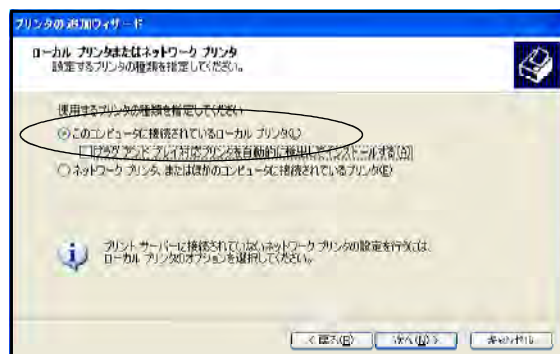 プリンタの追加ウィザード
ローカル プリンタまたはネットワーク プリンタ
設定するプリンタの種類を指定してください。
使用するプリンタの種類を指定してください
このコンピュータに接続されているローカル プリンタ(L)
プラグ アンド プレイ対応プリンタを自動的に検出してインストールする(A)
ネットワーク プリンタ、またはほかのコンピュータに接続されているプリンタ(E)
プリント サーバーに接続されていないネットワーク プリンタの設定を行うには、
ローカル プリンタのオプションを選択してください。
< 戻る(B)
次へ(N) >
キャンセル